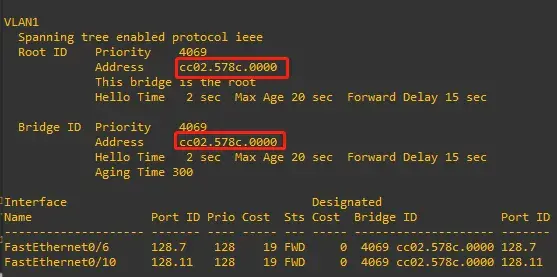 VLAN1
Spanning tree enabled protocol ieee
Root ID Priority 4069
Address cc02.578c.0000
This bridge is the root
Hello Time 2 sec Max Age 20 sec Forward Delay 15 sec
Bridge ID Priority 4069
Address cc02.578c.0000
Hello Time 2 sec Max Age 20 sec Forward Delay 15 sec
Aging Time 300
Interface Designated
Name Port ID Prio Cost Sts Cost Bridge ID Port ID
-------------------- ------- ---- ----- --- ----- -------------------- -------
FastEthernet0/6 128.7 128 19 FWD 0 4069 cc02.578c.0000 128.7
FastEthernet0/10 128.11 128 19 FWD 0 4069 cc02.578c.0000 128.11